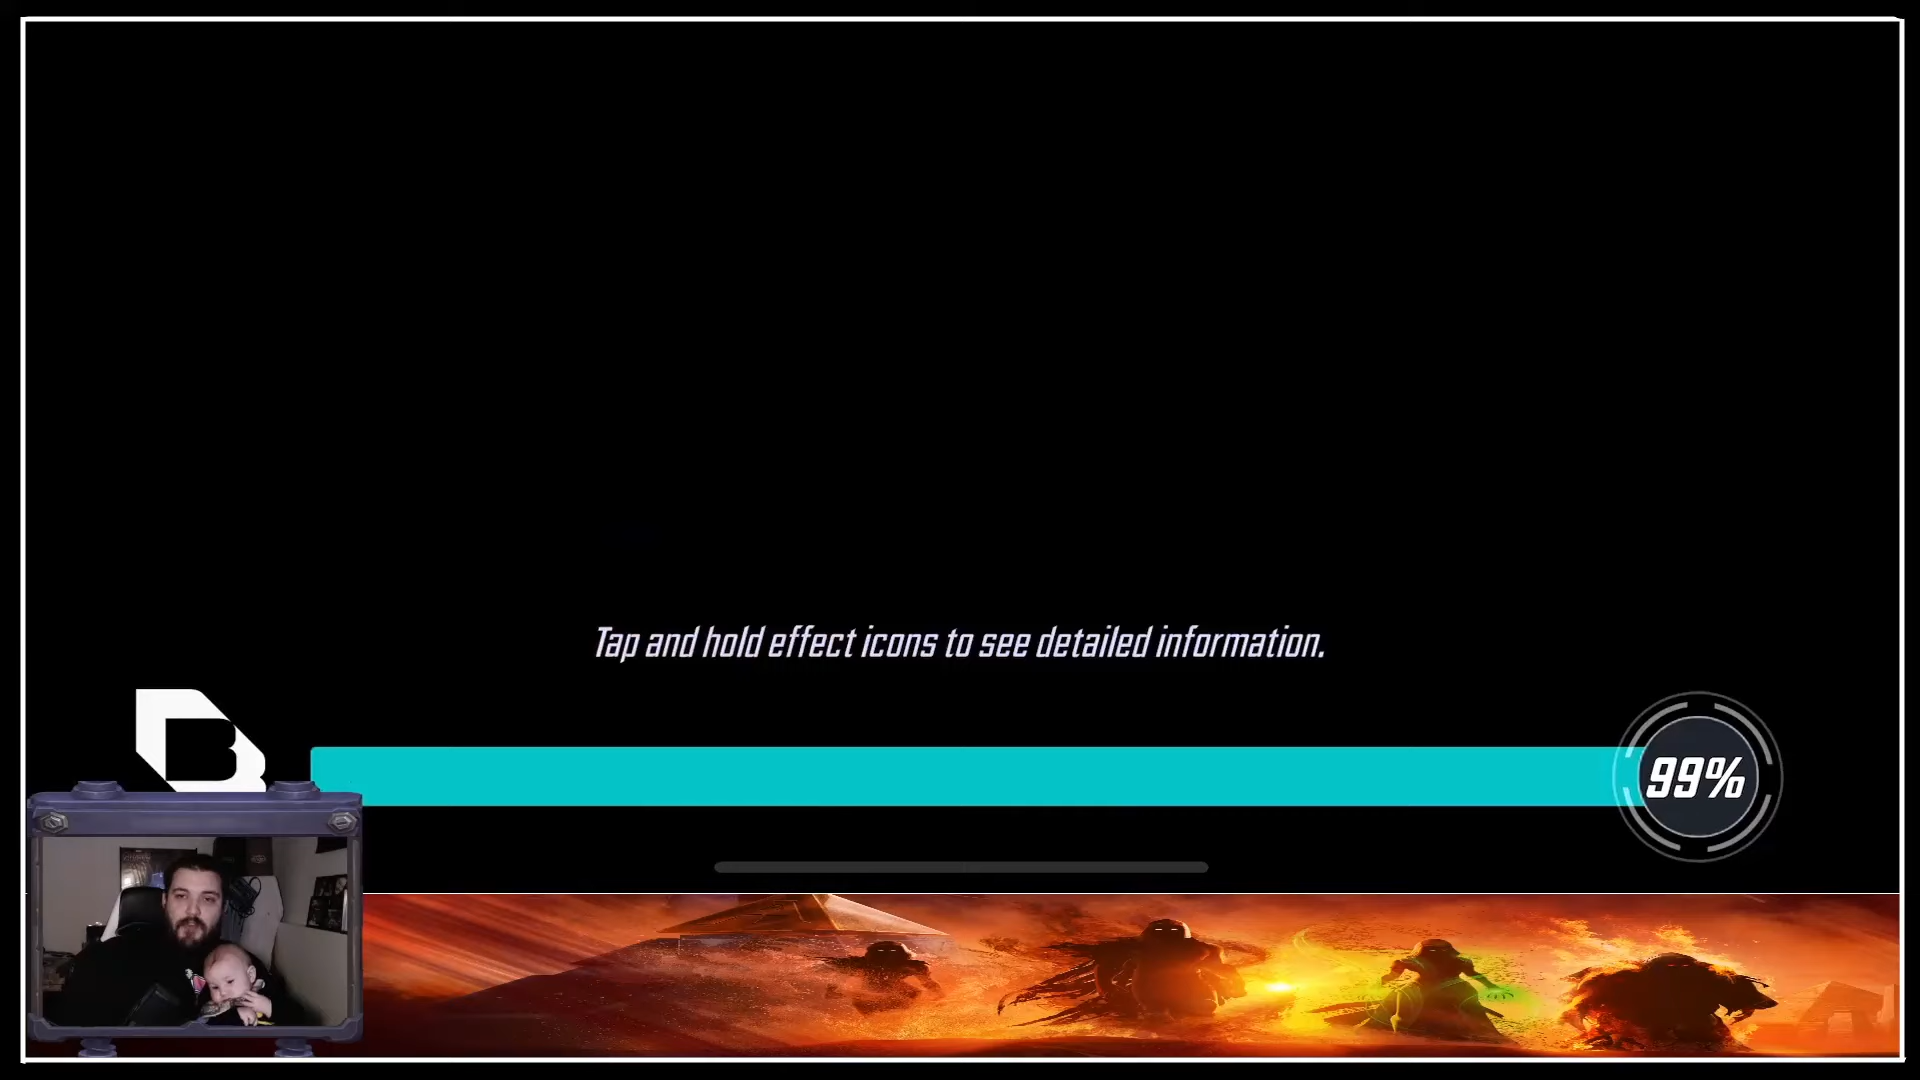 Tap and hold effect icons to see detailed information.
B
99%